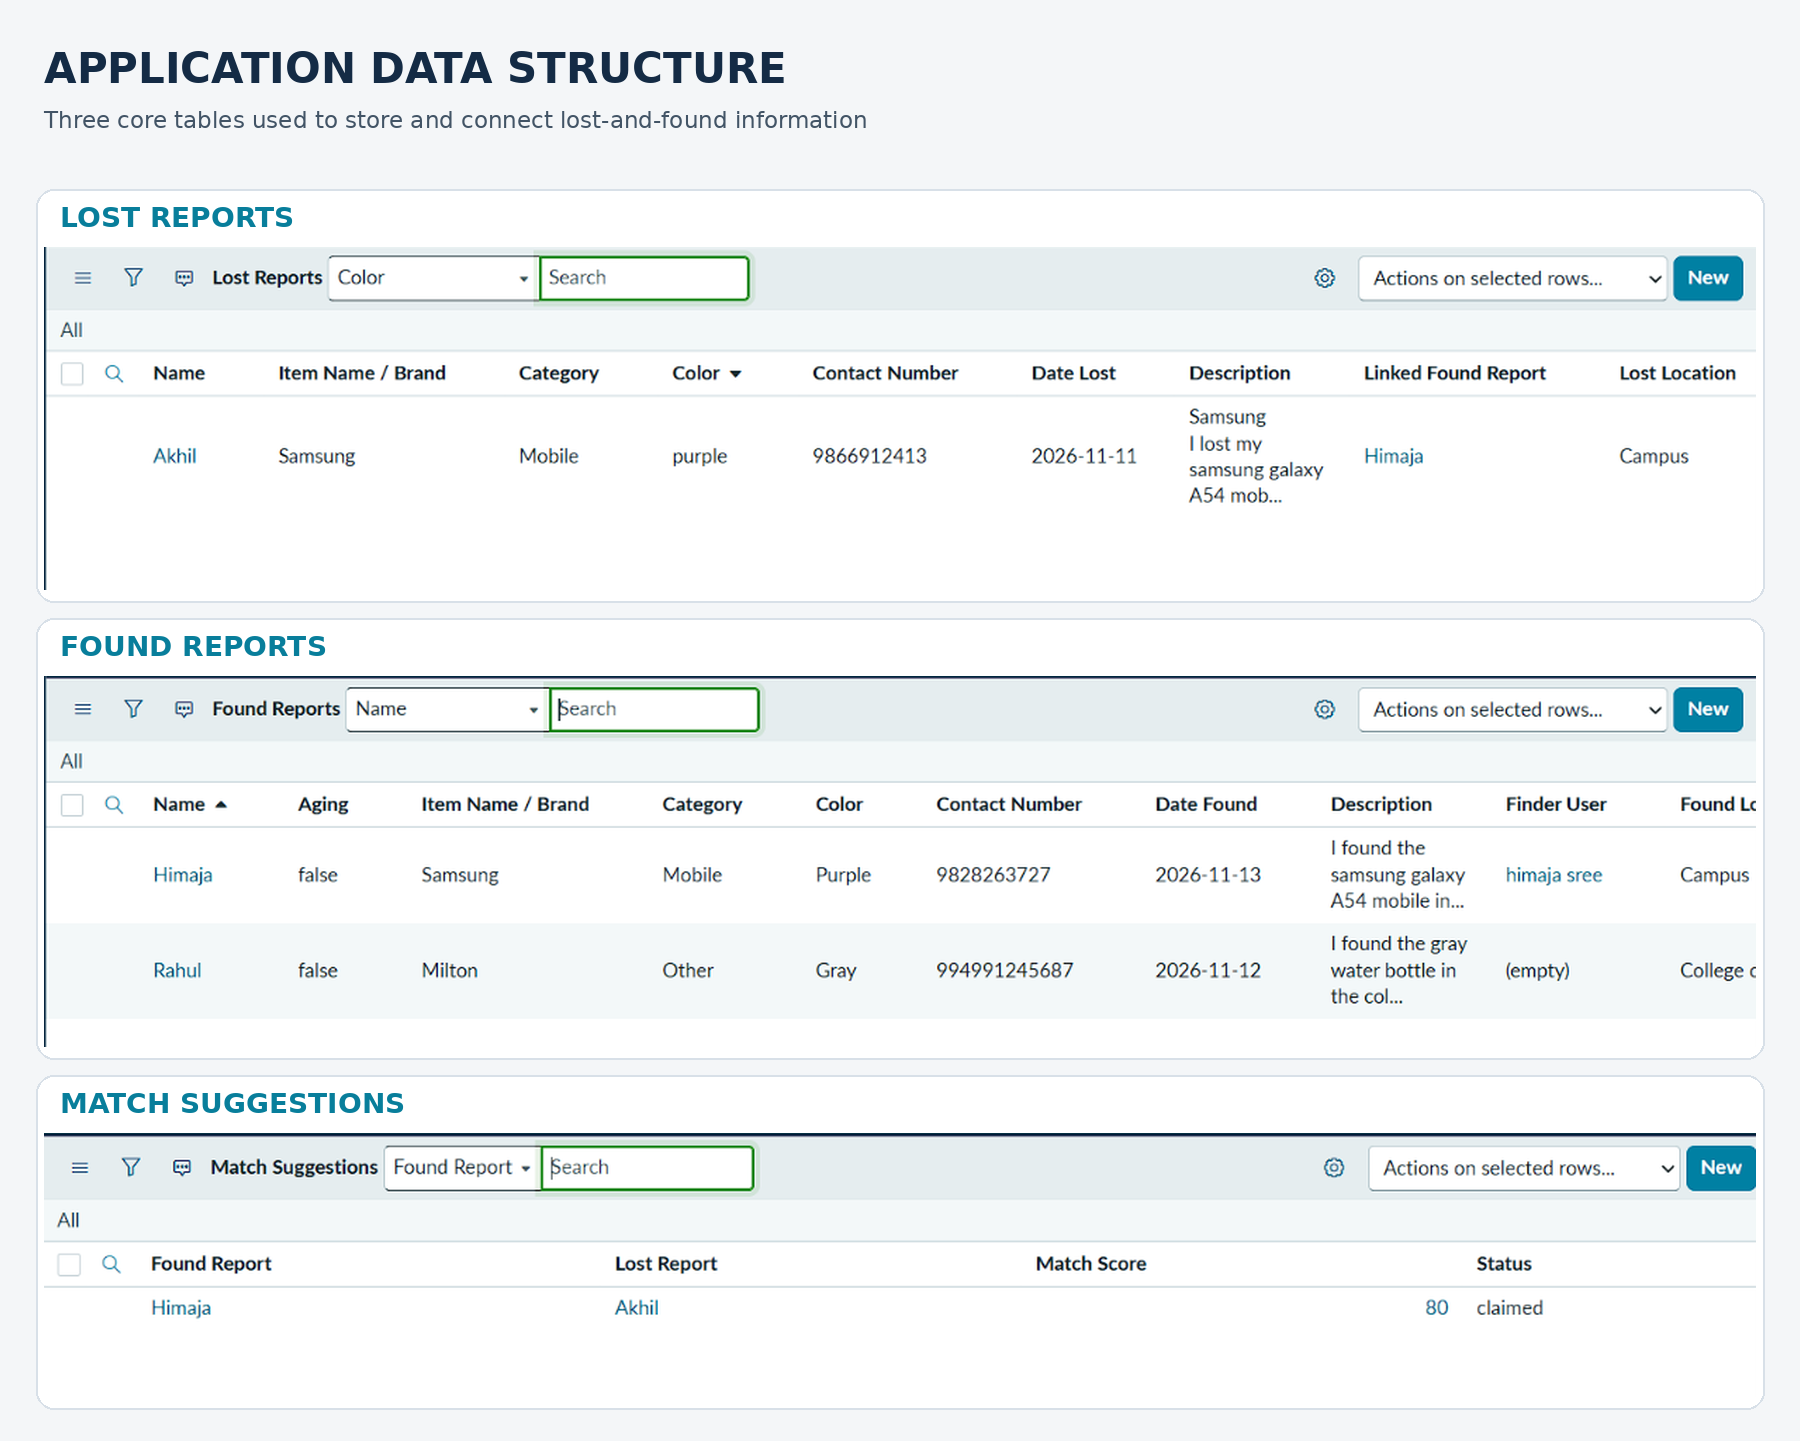 APPLICATION DATA STRUCTURE
Three core tables used to store and connect lost-and-found information
LOST REPORTS
Lost Reports Color Search Actions on selected rows... New
All
Name Item Name / Brand Category Color Contact Number Date Lost Description Linked Found Report Lost Location
Akhil Samsung Mobile purple 9866912413 2026-11-11 Samsung
I lost my
samsung galaxy
A54 mob... Himaja Campus
FOUND REPORTS
Found Reports Name Search Actions on selected rows... New
All
Name Aging Item Name / Brand Category Color Contact Number Date Found Description Finder User Found Lo
Himaja false Samsung Mobile Purple 9828263727 2026-11-13 I found the
samsung galaxy
A54 mobile in... himaja sree Campus
Rahul false Milton Other Gray 994991245687 2026-11-12 I found the gray
water bottle in
the col... (empty) College c
MATCH SUGGESTIONS
Match Suggestions Found Report Search Actions on selected rows... New
All
Found Report Lost Report Match Score Status
Himaja Akhil 80 claimed